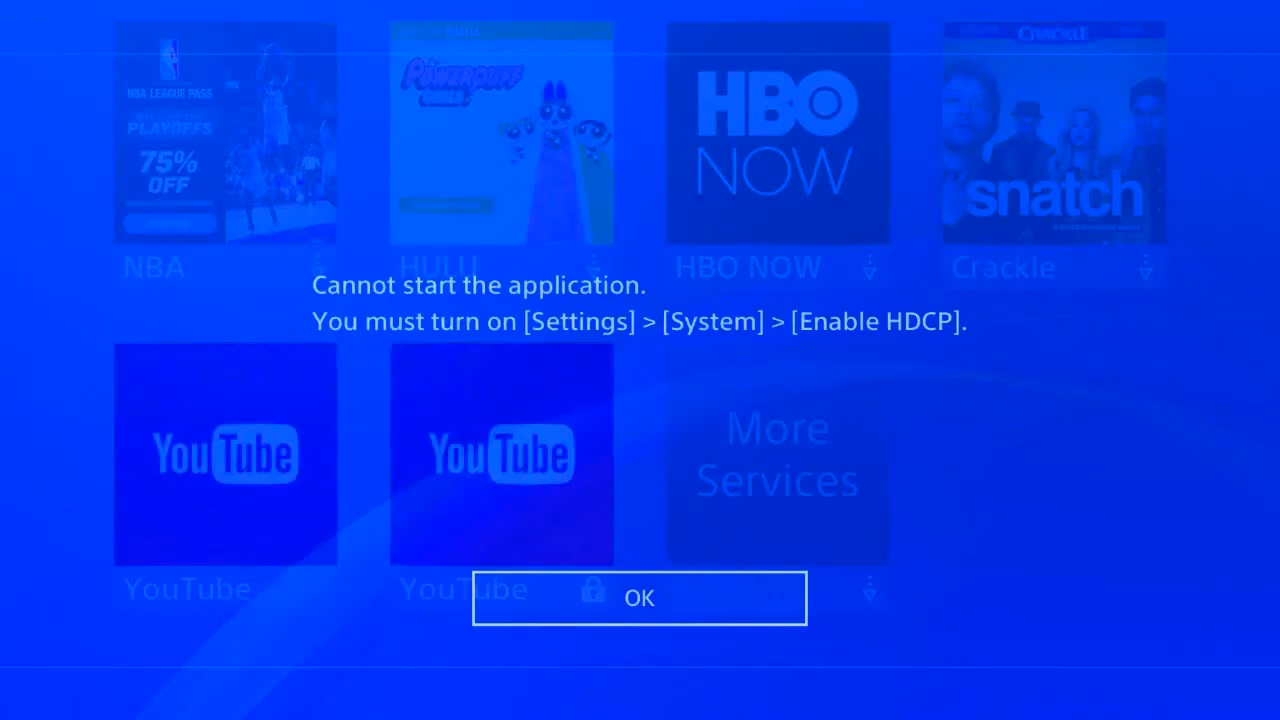 CRACKLE
NBA LEAGUE PASS
PLAYOFFS
75%
OFF
POWERPUFF
GIRLS
HBO
NOW
snatch
NBA
HULU
HBO NOW
Crackle
Cannot start the application.
You must turn on [Settings] > [System] > [Enable HDCP].
YouTube
YouTube
More
Services
YouTube
YouTube
OK